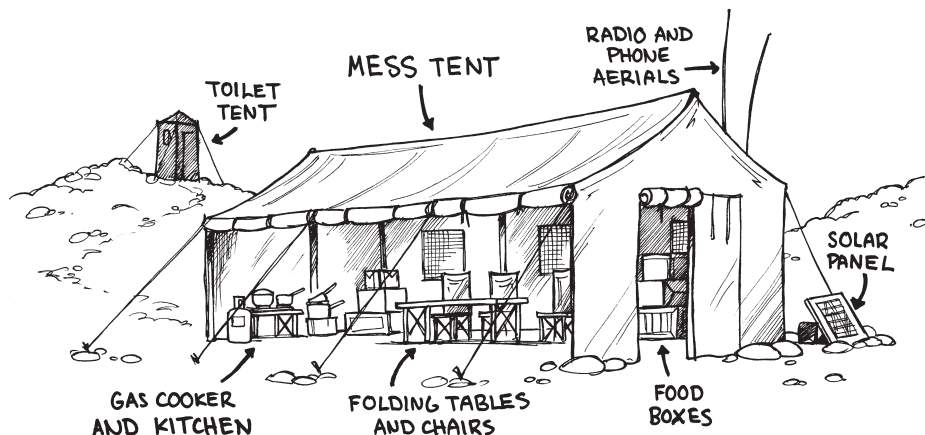 RADIO AND
PHONE
AERIALS
MESS TENT
TOILET
TENT
SOLAR
PANEL
GAS COOKER
AND KITCHEN
FOLDING TABLES
AND CHAIRS
FOOD
BOXES